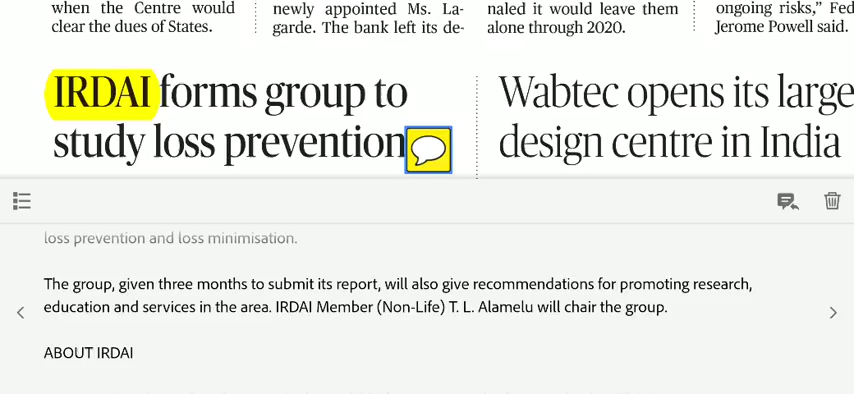 when the Centre would
clear the dues of States.
newly appointed Ms. La-
garde. The bank left its de-
naled it would leave them
alone through 2020.
ongoing risks,” Fed
Jerome Powell said.
IRDAI forms group to
study loss prevention
Wabtec opens its large
design centre in India
loss prevention and loss minimisation.
The group, given three months to submit its report, will also give recommendations for promoting research,
education and services in the area. IRDAI Member (Non-Life) T. L. Alamelu will chair the group.
ABOUT IRDAI